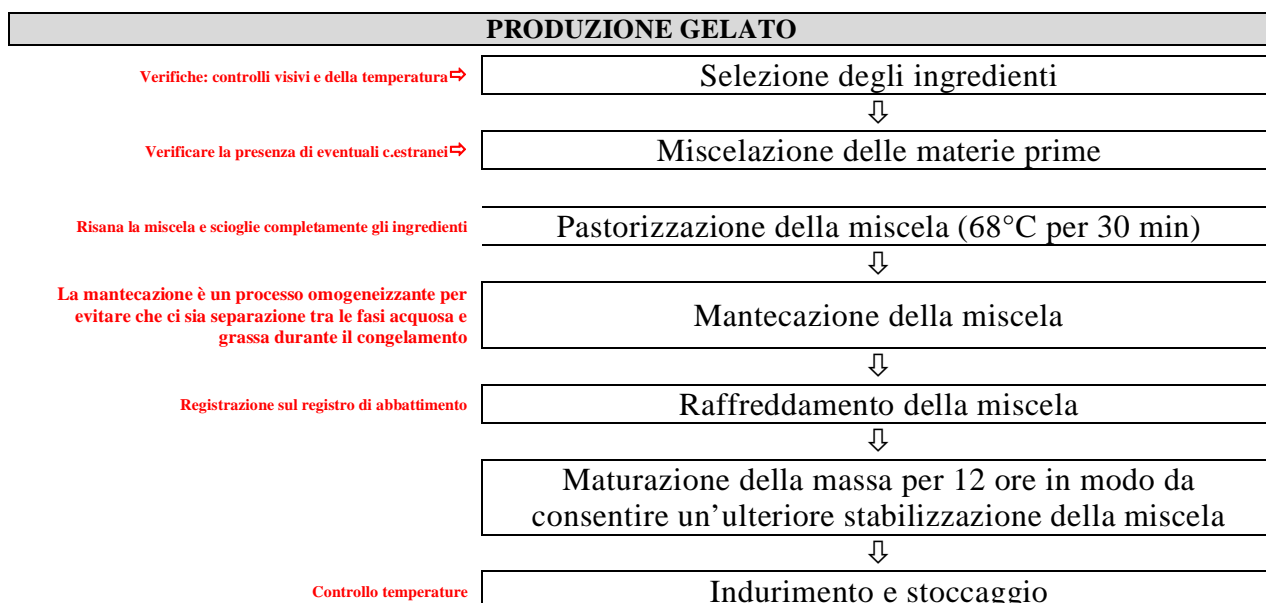 PRODUZIONE GELATO
Verifiche: controlli visivi e della temperatura⇨
Selezione degli ingredienti
⇩
Verificare la presenza di eventuali c.estranei⇨
Miscelazione delle materie prime
Risana la miscela e scioglie completamente gli ingredienti
Pastorizzazione della miscela (68°C per 30 min)
⇩
La mantecazione è un processo omogeneizzante per
evitare che ci sia separazione tra le fasi acquosa e
grassa durante il congelamento
Mantecazione della miscela
⇩
Registrazione sul registro di abbattimento
Raffreddamento della miscela
⇩
Maturazione della massa per 12 ore in modo da
consentire un’ulteriore stabilizzazione della miscela
⇩
Controllo temperature
Indurimento e stoccaggio